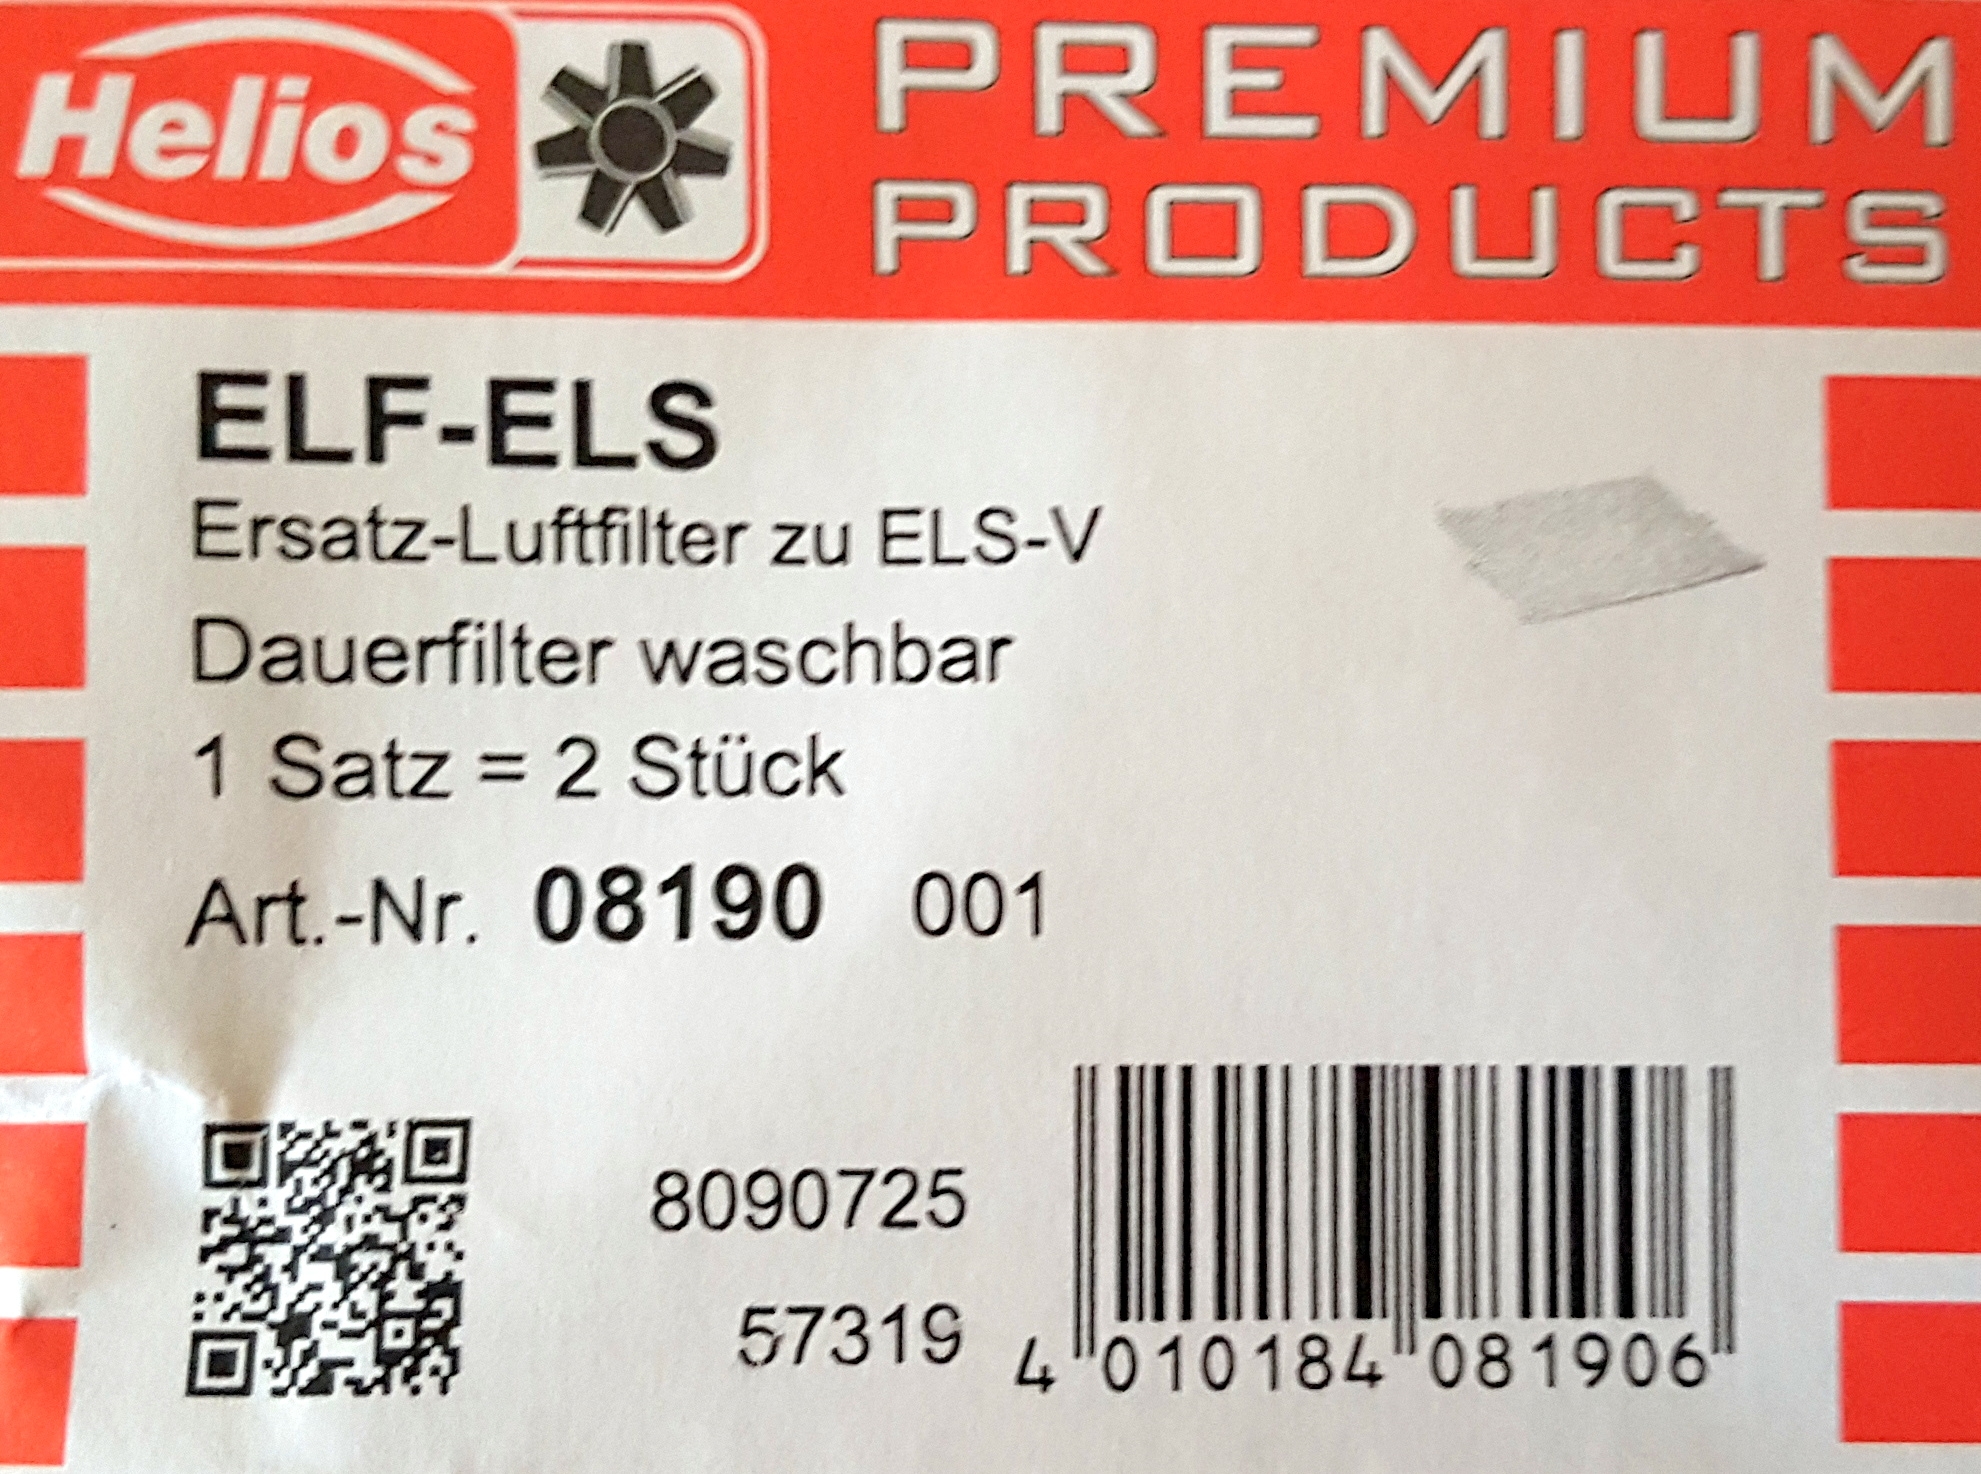 Helios
PREMIUM
PRODUCTS
ELF-ELS
Ersatz-Luftfilter zu ELS-V
Dauerfilter waschbar
1 Satz = 2 Stück
Art.-Nr. 08190 001
8090725
57319
4 010184 081906